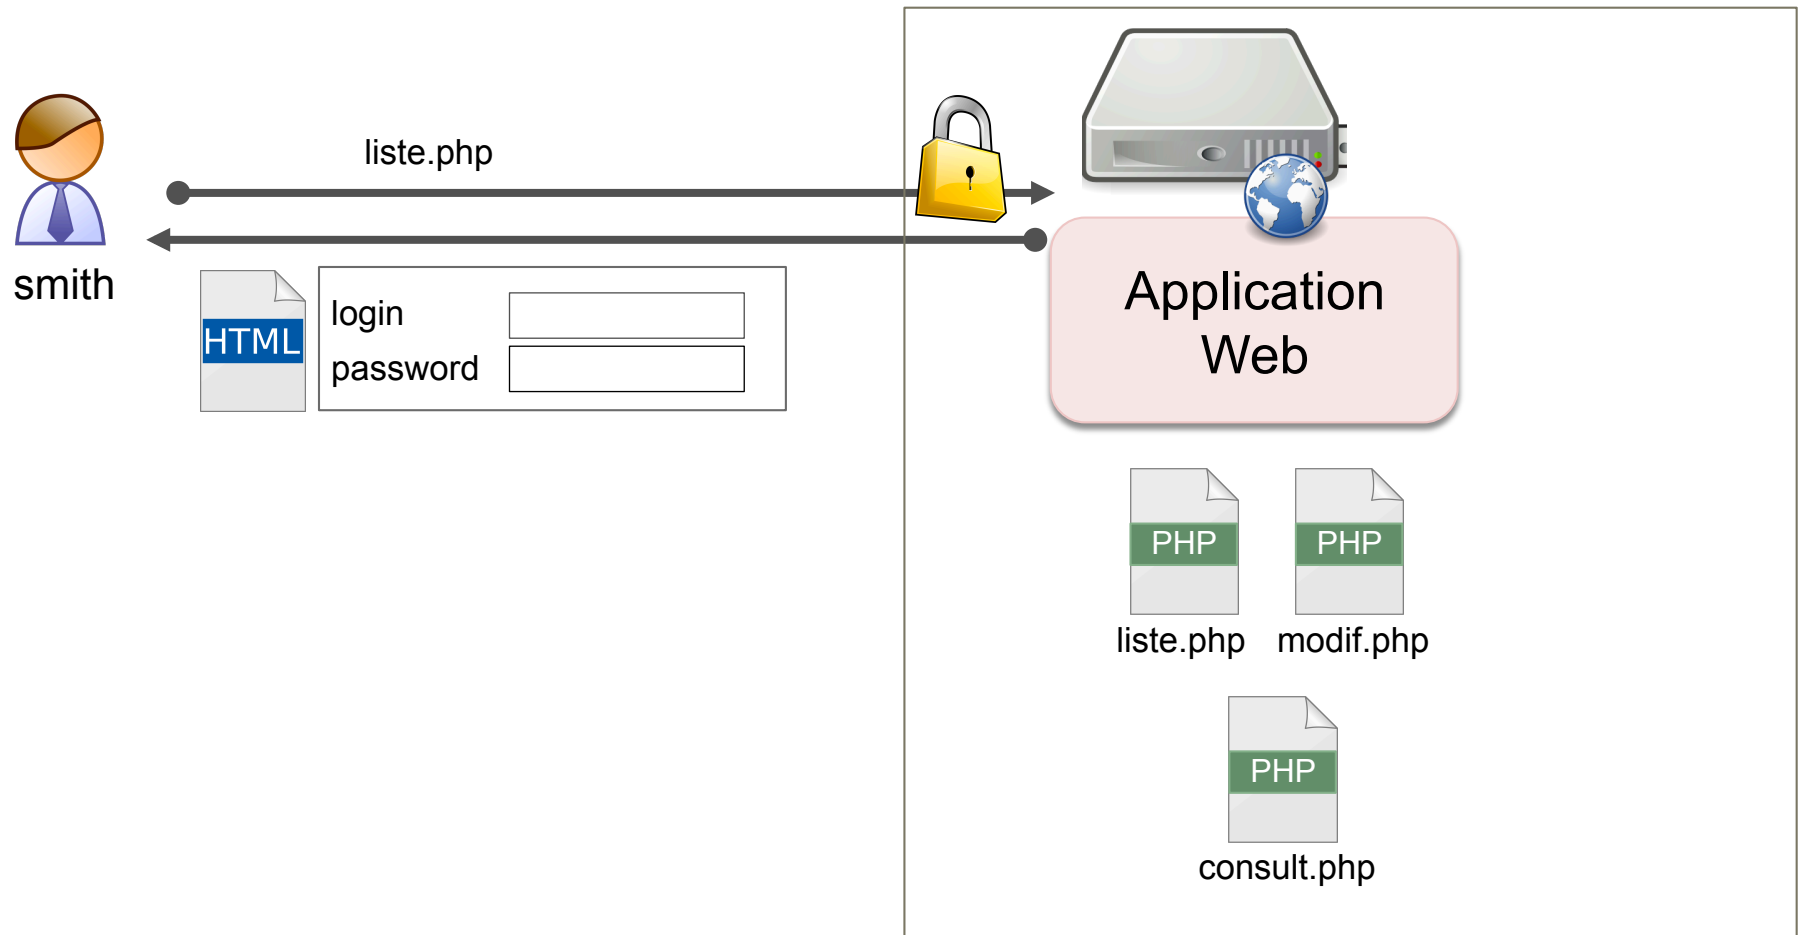 liste.php
smith
HTML
login
password
Application
Web
PHP
PHP
liste.php
modif.php
PHP
consult.php